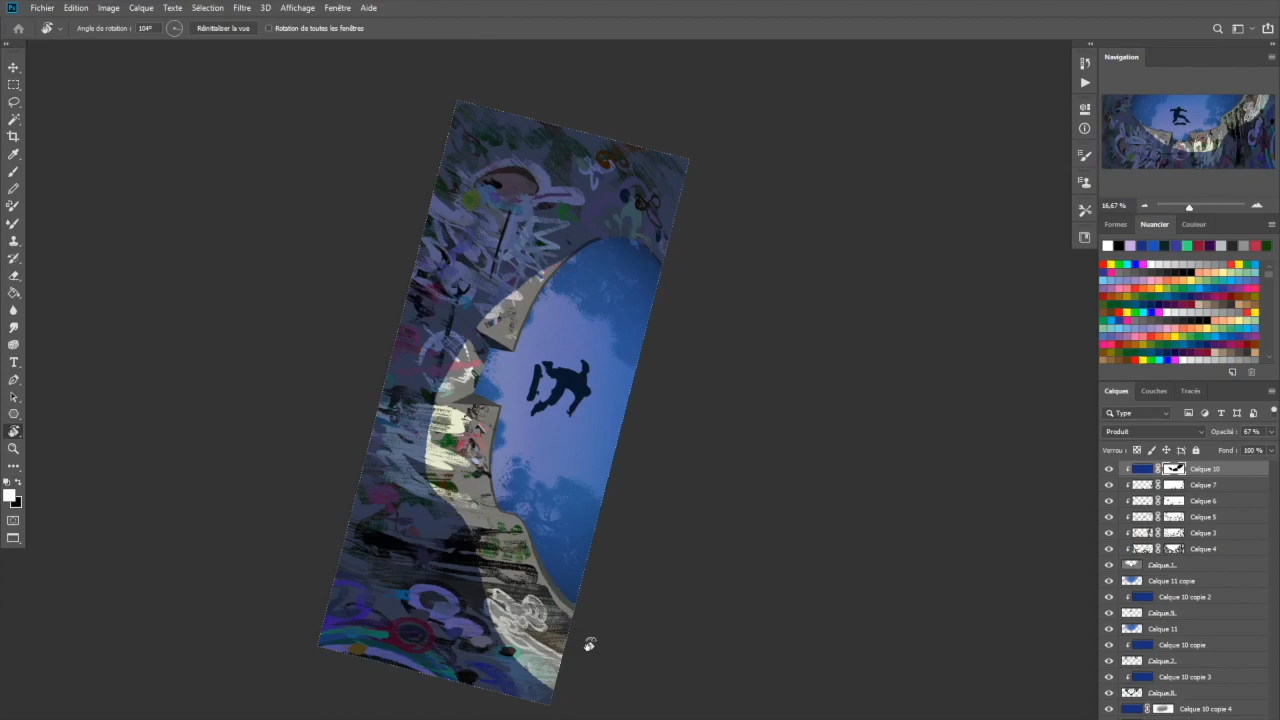 Ps Fichier Edition Image Calque Texte Sélection Filtre 3D Affichage Fenêtre Aide
Angle de rotation : 104° Réinitialiser la vue Rotation de toutes les fenêtres
Navigation
16,67 %
Formes Nuancier Couleur
Calques Couches Tracés
Type
Produit Opacité : 67 %
Verrou : Fond : 100 %
Calque 10
Calque 7
Calque 6
Calque 5
Calque 3
Calque 4
Calque 1
Calque 11 copie
Calque 10 copie 2
Calque 9
Calque 11
Calque 10 copie
Calque 2
Calque 10 copie 3
Calque 8
Calque 10 copie 4